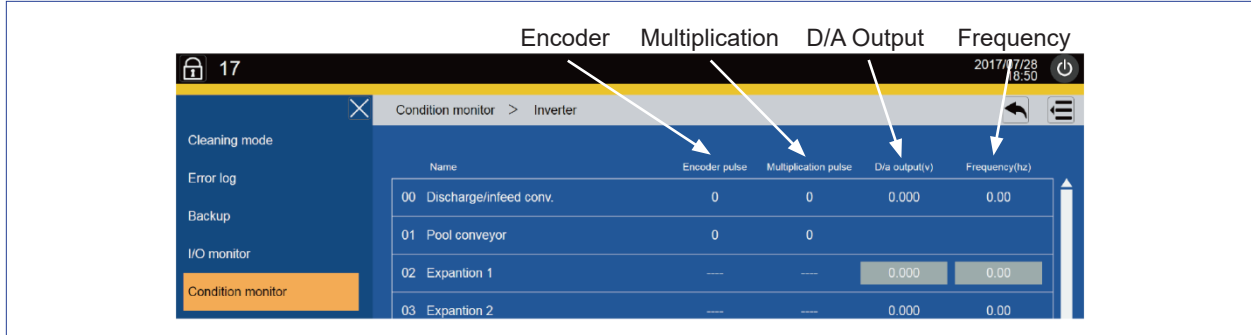 Encoder Multiplication D/A Output Frequency
17 2017/07/28
18:50
Condition monitor > Inverter
Cleaning mode
Name Encoder pulse Multiplication pulse D/a output(v) Frequency(hz)
Error log
00 Discharge/infeed conv. 0 0 0.000 0.00
Backup
01 Pool conveyor 0 0
I/O monitor
02 Expantion 1 ---- ---- 0.000 0.00
Condition monitor
03 Expantion 2 ---- ---- 0.000 0.00